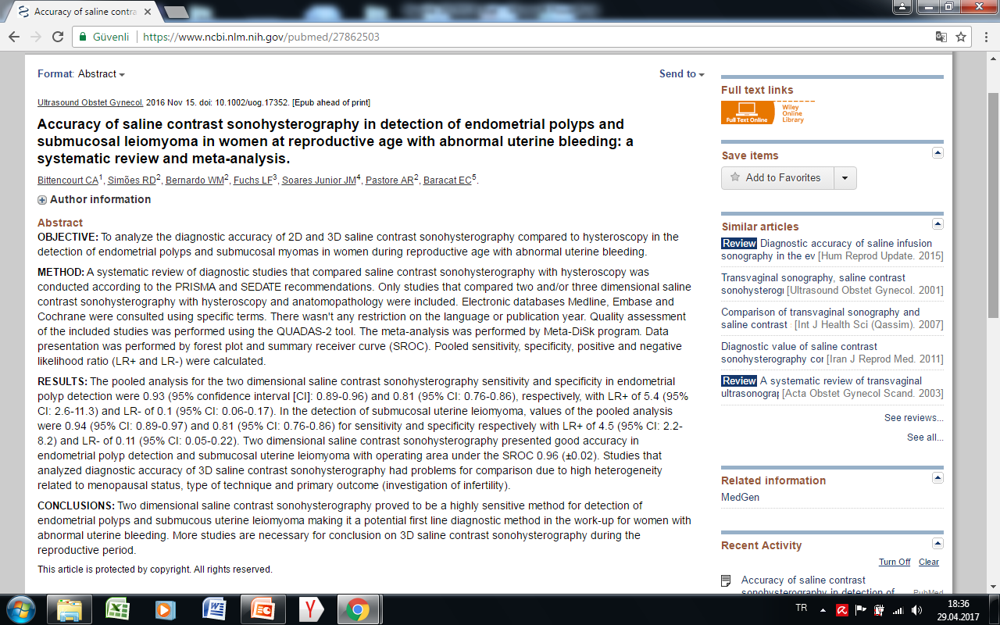 Accuracy of saline contra
Güvenli
https://www.ncbi.nlm.nih.gov/pubmed/27862503
Format: Abstract
Send to
Ultrasound Obstet Gynecol. 2016 Nov 15. doi: 10.1002/uog.17352. [Epub ahead of print]
Accuracy of saline contrast sonohysterography in detection of endometrial polyps and
submucosal leiomyoma in women at reproductive age with abnormal uterine bleeding: a
systematic review and meta-analysis.
Bittencourt CA1, Simões RD2, Bernardo WM2, Fuchs LF3, Soares Junior JM4, Pastore AR2, Baracat EC5.
Author information
Abstract
OBJECTIVE: To analyze the diagnostic accuracy of 2D and 3D saline contrast sonohysterography compared to hysteroscopy in the
detection of endometrial polyps and submucosal myomas in women during reproductive age with abnormal uterine bleeding.
METHOD: A systematic review of diagnostic studies that compared saline contrast sonohysterography with hysteroscopy was
conducted according to the PRISMA and SEDATE recommendations. Only studies that compared two and/or three dimensional saline
contrast sonohysterography with hysteroscopy and anatomopathology were included. Electronic databases Medline, Embase and
Cochrane were consulted using specific terms. There wasn't any restriction on the language or publication year. Quality assessment
of the included studies was performed using the QUADAS-2 tool. The meta-analysis was performed by Meta-DiSk program. Data
presentation was performed by forest plot and summary receiver curve (SROC). Pooled sensitivity, specificity, positive and negative
likelihood ratio (LR+ and LR-) were calculated.
RESULTS: The pooled analysis for the two dimensional saline contrast sonohysterography sensitivity and specificity in endometrial
polyp detection were 0.93 (95% confidence interval [CI]: 0.89-0.96) and 0.81 (95% CI: 0.76-0.86), respectively, with LR+ of 5.4 (95%
CI: 2.6-11.3) and LR- of 0.1 (95% CI: 0.06-0.17). In the detection of submucosal uterine leiomyoma, values of the pooled analysis
were 0.94 (95% CI: 0.89-0.97) and 0.81 (95% CI: 0.76-0.86) for sensitivity and specificity respectively with LR+ of 4.5 (95% CI: 2.2-
8.2) and LR- of 0.11 (95% CI: 0.05-0.22). Two dimensional saline contrast sonohysterography presented good accuracy in
endometrial polyp detection and submucosal uterine leiomyoma with operating area under the SROC 0.96 (±0.02). Studies that
analyzed diagnostic accuracy of 3D saline contrast sonohysterography had problems for comparison due to high heterogeneity
related to menopausal status, type of technique and primary outcome (investigation of infertility).
CONCLUSIONS: Two dimensional saline contrast sonohysterography proved to be a highly sensitive method for detection of
endometrial polyps and submucous uterine leiomyoma making it a potential first line diagnostic method in the work-up for women with
abnormal uterine bleeding. More studies are necessary for conclusion on 3D saline contrast sonohysterography during the
reproductive period.
This article is protected by copyright. All rights reserved.
Full text links
Full Text Online
Wiley
Online
Library
Save items
Add to Favorites
Similar articles
Review Diagnostic accuracy of saline infusion
sonography in the ev [Hum Reprod Update. 2015]
Transvaginal sonography, saline contrast
sonohysterog [Ultrasound Obstet Gynecol. 2001]
Comparison of transvaginal sonography and
saline contrast [Int J Health Sci (Qassim). 2007]
Diagnostic value of saline contrast
sonohysterography cor [Iran J Reprod Med. 2011]
Review A systematic review of transvaginal
ultrasonogra [Acta Obstet Gynecol Scand. 2003]
See reviews...
See all...
Related information
MedGen
Recent Activity
Turn Off Clear
Accuracy of saline contrast
sonohysterography in detection of PubMed
TR
18:36
29.04.2017